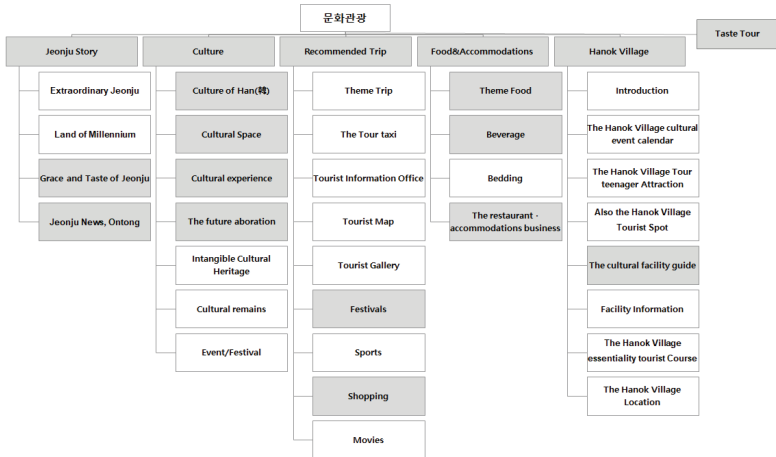 문화관광
Taste Tour
Jeonju Story
Extraordinary Jeonju
Land of Millennium
Grace and Taste of Jeonju
Jeonju News, Ontong
Culture
Culture of Han(韓)
Cultural Space
Cultural experience
The future aboration
Intangible Cultural
Heritage
Cultural remains
Event/Festival
Recommended Trip
Theme Trip
The Tour taxi
Tourist Information Office
Tourist Map
Tourist Gallery
Festivals
Sports
Shopping
Movies
Food&Accommodations
Theme Food
Beverage
Bedding
The restaurant -
accommodations business
Hanok Village
Introduction
The Hanok Village cultural
event calendar
The Hanok Village Tour
teenager Attraction
Also the Hanok Village
Tourist Spot
The cultural facility guide
Facility Information
The Hanok Village
essentiality tourist Course
The Hanok Village
Location